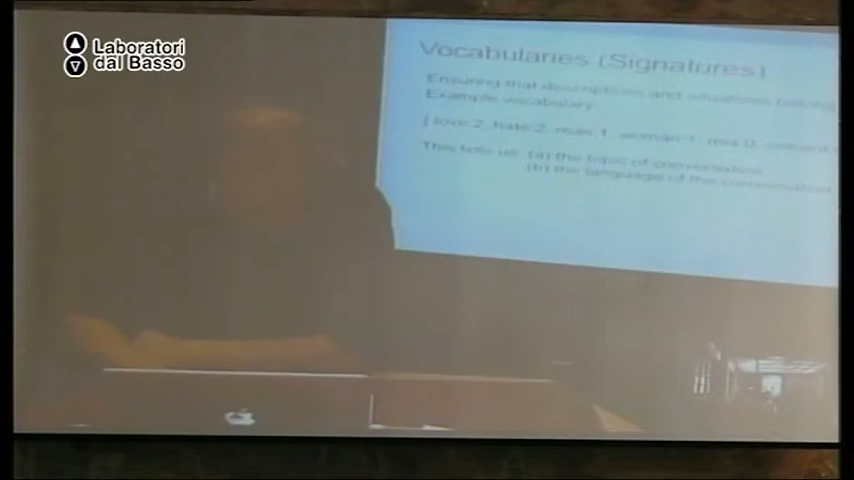 Laboratori
dal Basso
Vocabularies (Signatures)
Ensuring that descriptions and situations belong
Example vocabulary:
{ love:2, hate:2, man:1, woman:1, mia:0,
This tells us: (a) the topic of conversation
(b) the language of the conversation